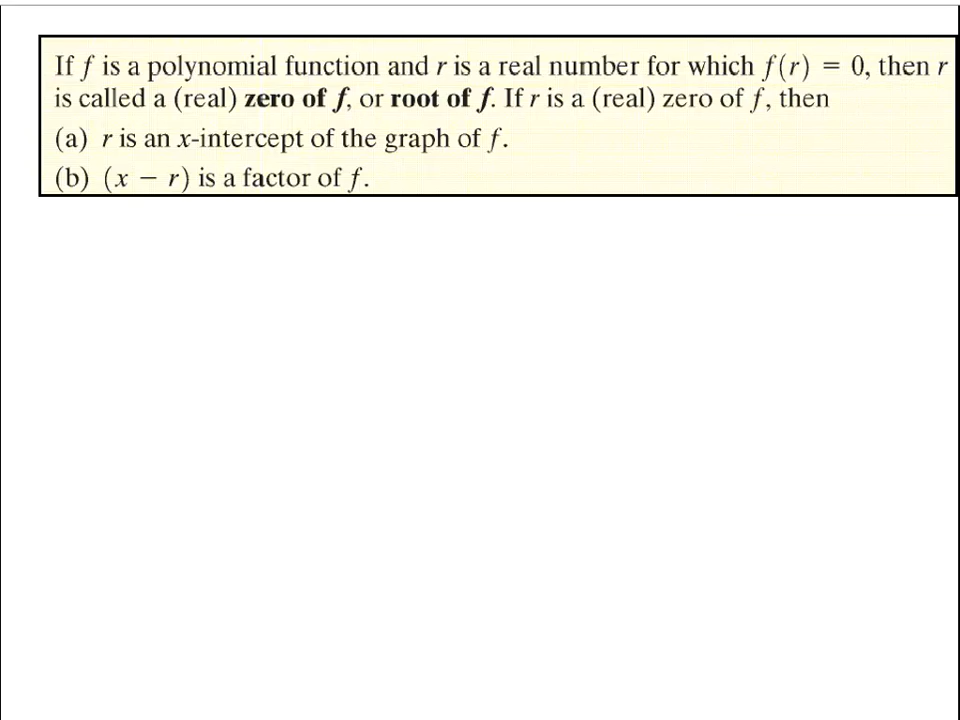 If f is a polynomial function and r is a real number for which f(r) = 0, then r
is called a (real) zero of f, or root of f. If r is a (real) zero of f, then
(a) r is an x-intercept of the graph of f.
(b) (x − r) is a factor of f.